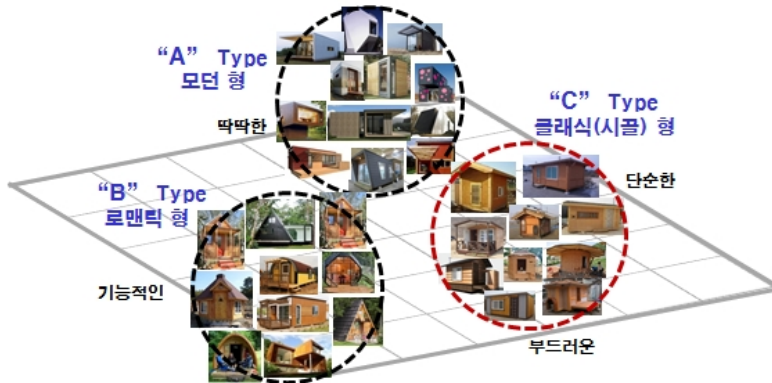 “A” Type
모던 형
“C” Type
클래식(시골) 형
딱딱한
단순한
“B” Type
로맨틱 형
기능적인
부드러운